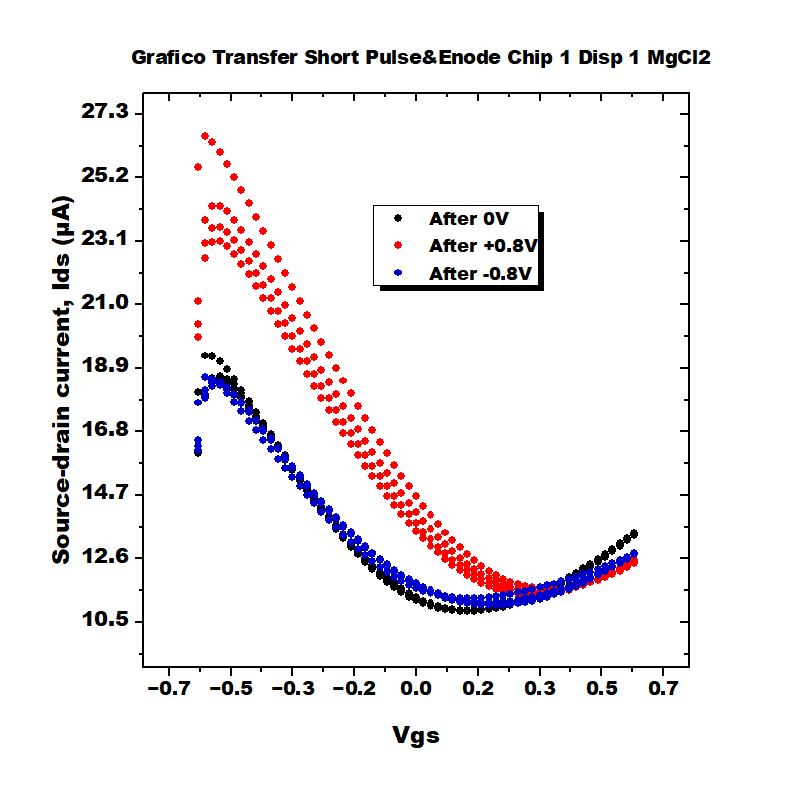 Grafico Transfer Short Pulse&Enode Chip 1 Disp 1 MgCl2
27.3
25.2
23.1
21.0
18.9
16.8
14.7
12.6
10.5
Source-drain current, Ids (µA)
After 0V
After +0.8V
After -0.8V
−0.7 −0.5 −0.3 −0.2 0.0 0.2 0.3 0.5 0.7
Vgs